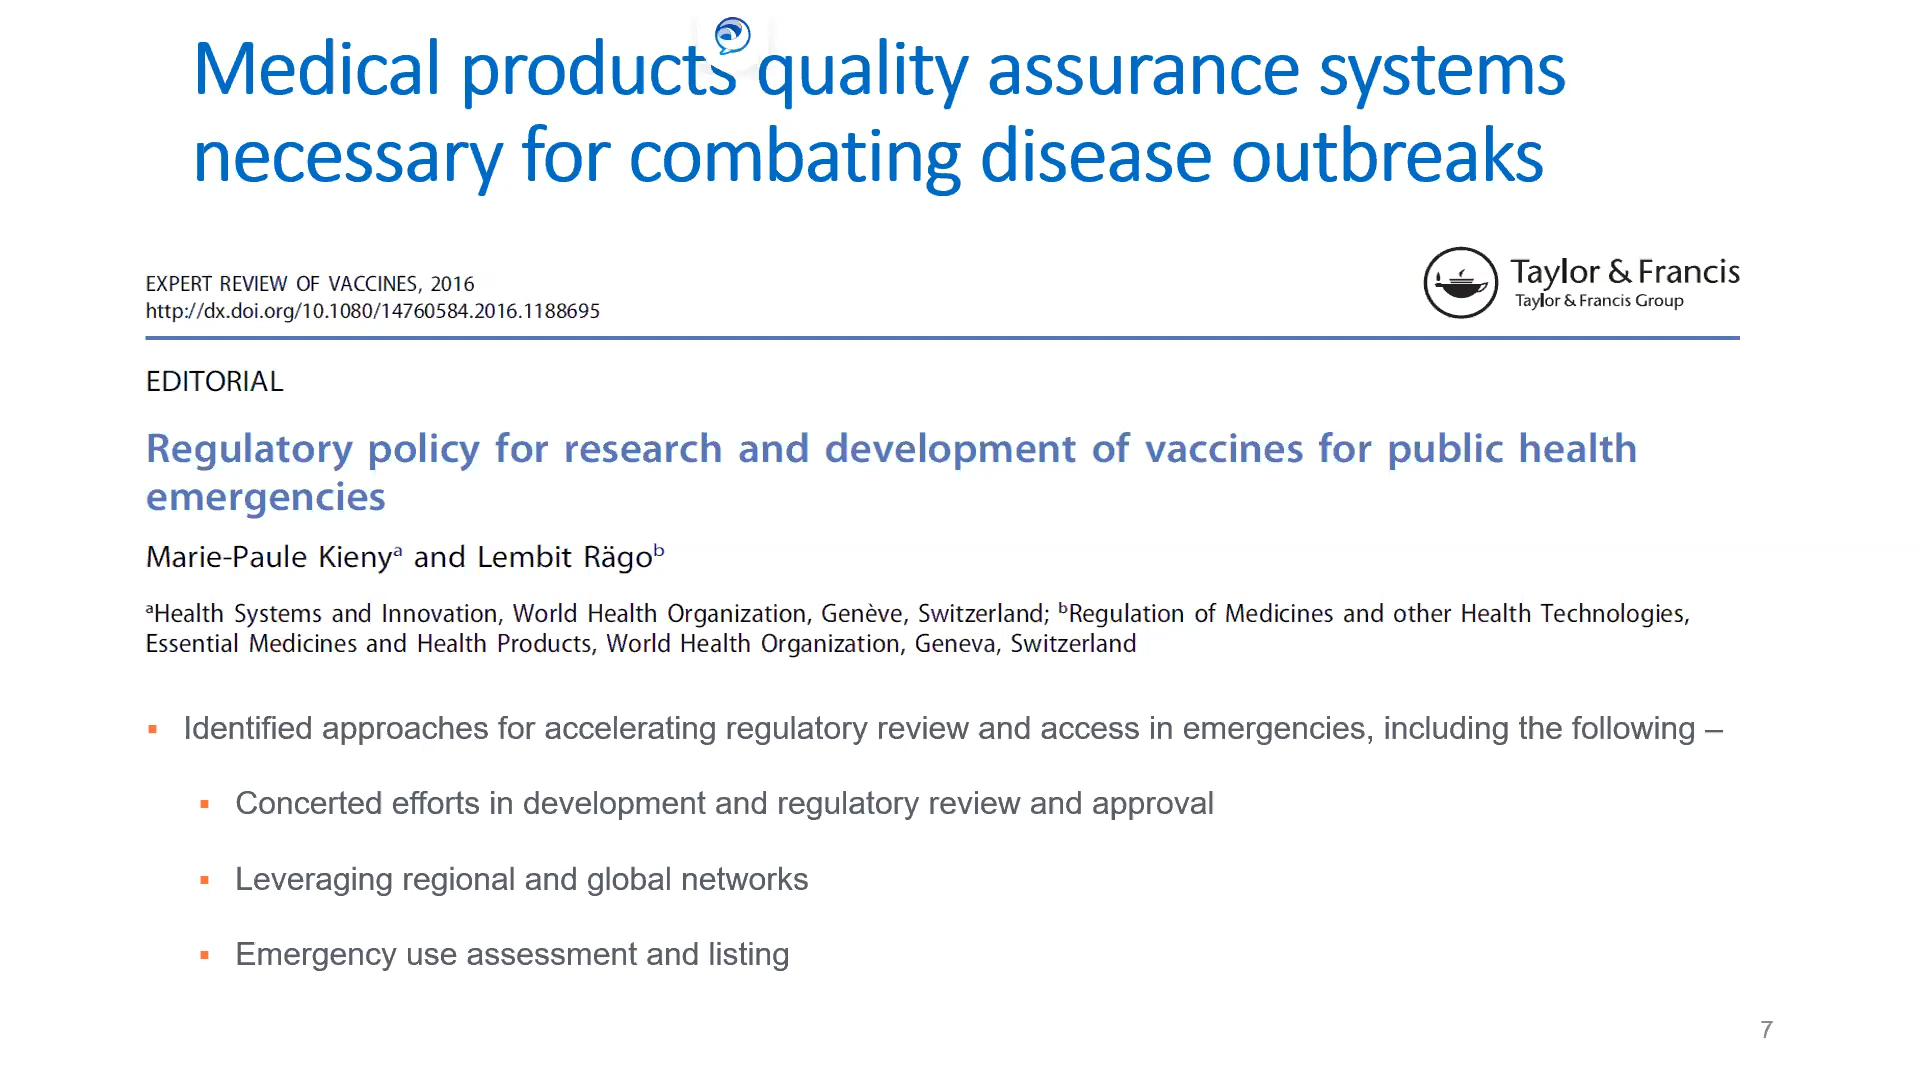 Medical products quality assurance systems
necessary for combating disease outbreaks
EXPERT REVIEW OF VACCINES, 2016
http://dx.doi.org/10.1080/14760584.2016.1188695
Taylor & Francis
Taylor & Francis Group
EDITORIAL
Regulatory policy for research and development of vaccines for public health
emergencies
Marie-Paule Kienyᵃ and Lembit Rägoᵇ
ᵃHealth Systems and Innovation, World Health Organization, Genève, Switzerland; ᵇRegulation of Medicines and other Health Technologies,
Essential Medicines and Health Products, World Health Organization, Geneva, Switzerland
▪ Identified approaches for accelerating regulatory review and access in emergencies, including the following –
▪ Concerted efforts in development and regulatory review and approval
▪ Leveraging regional and global networks
▪ Emergency use assessment and listing
7